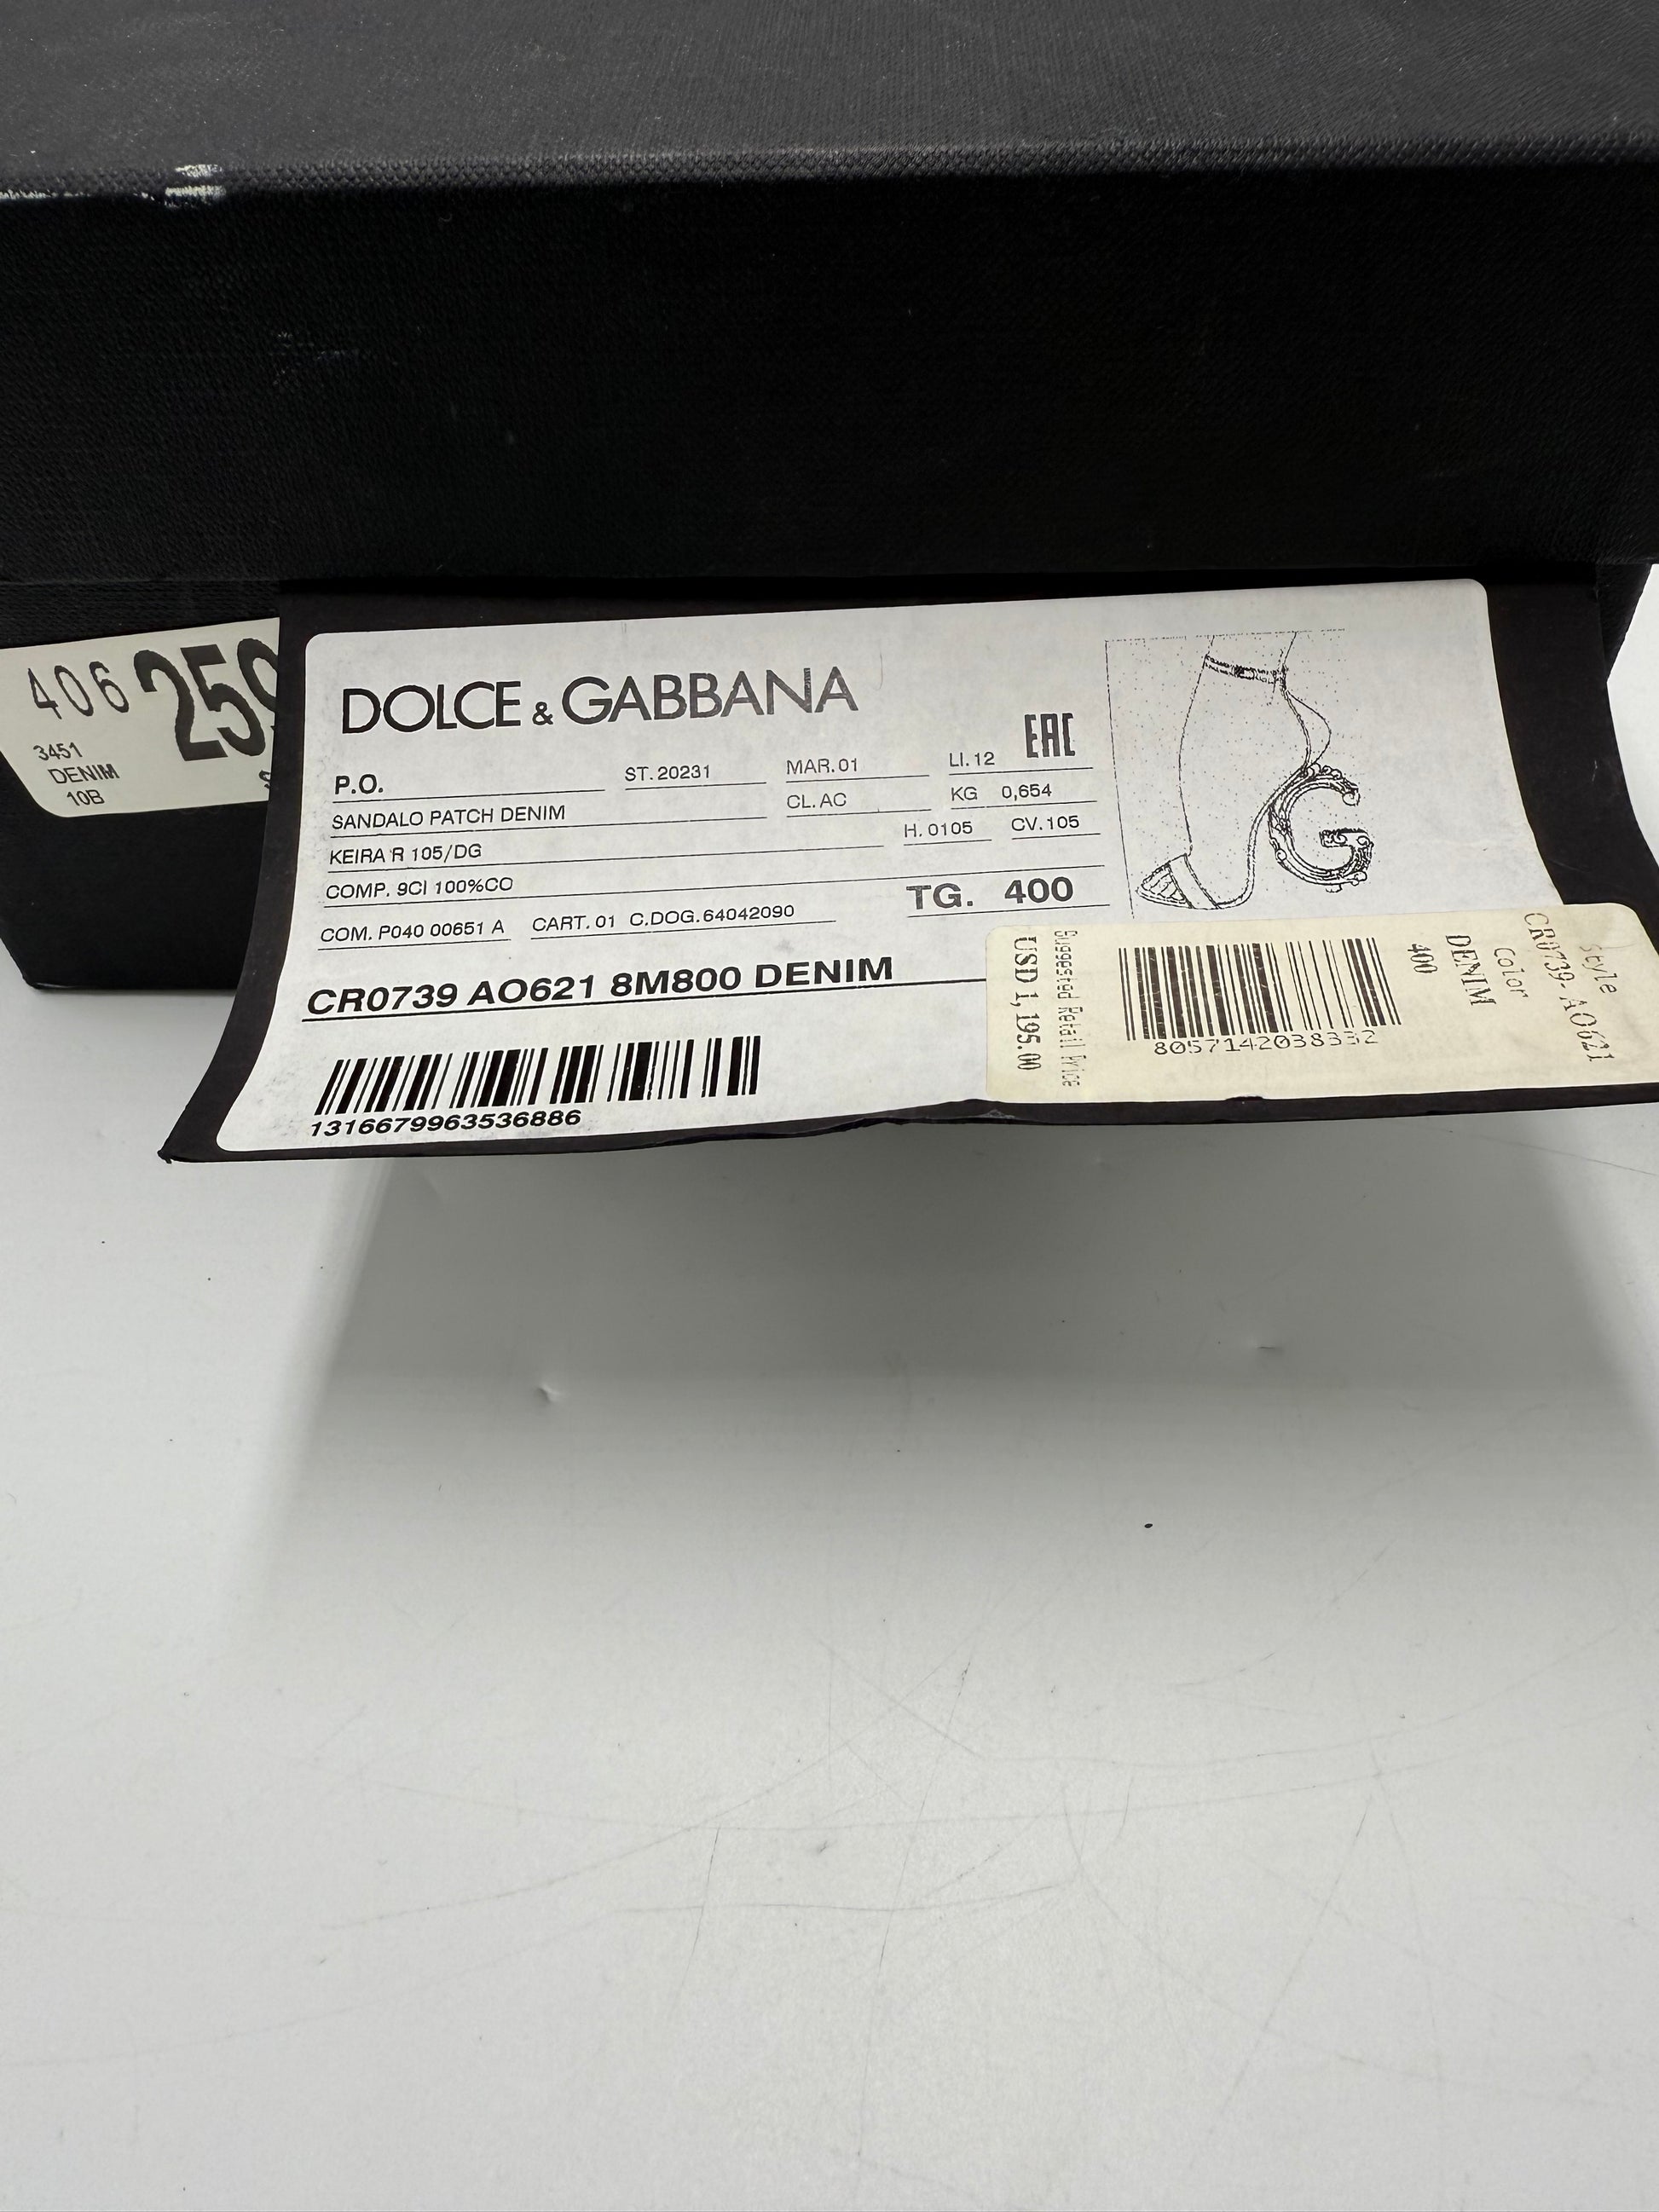 406
3451
DENIM
10B
DOLCE & GABBANA
EAC
P.O. ST. 20231 MAR. 01 LI. 12
SANDALO PATCH DENIM CL. AC KG 0,654
KEIRA R 105/DG H. 0105 CV. 105
COMP. 9CI 100%CO
TG. 400
COM. P040 00651 A CART. 01 C.DOG. 64042090
CR0739 AO621 8M800 DENIM
1316679963536886
Style
CR0739-AO621
Color
DENIM
400
8057142038332
Suggested Retail Price
USD 1,195.00